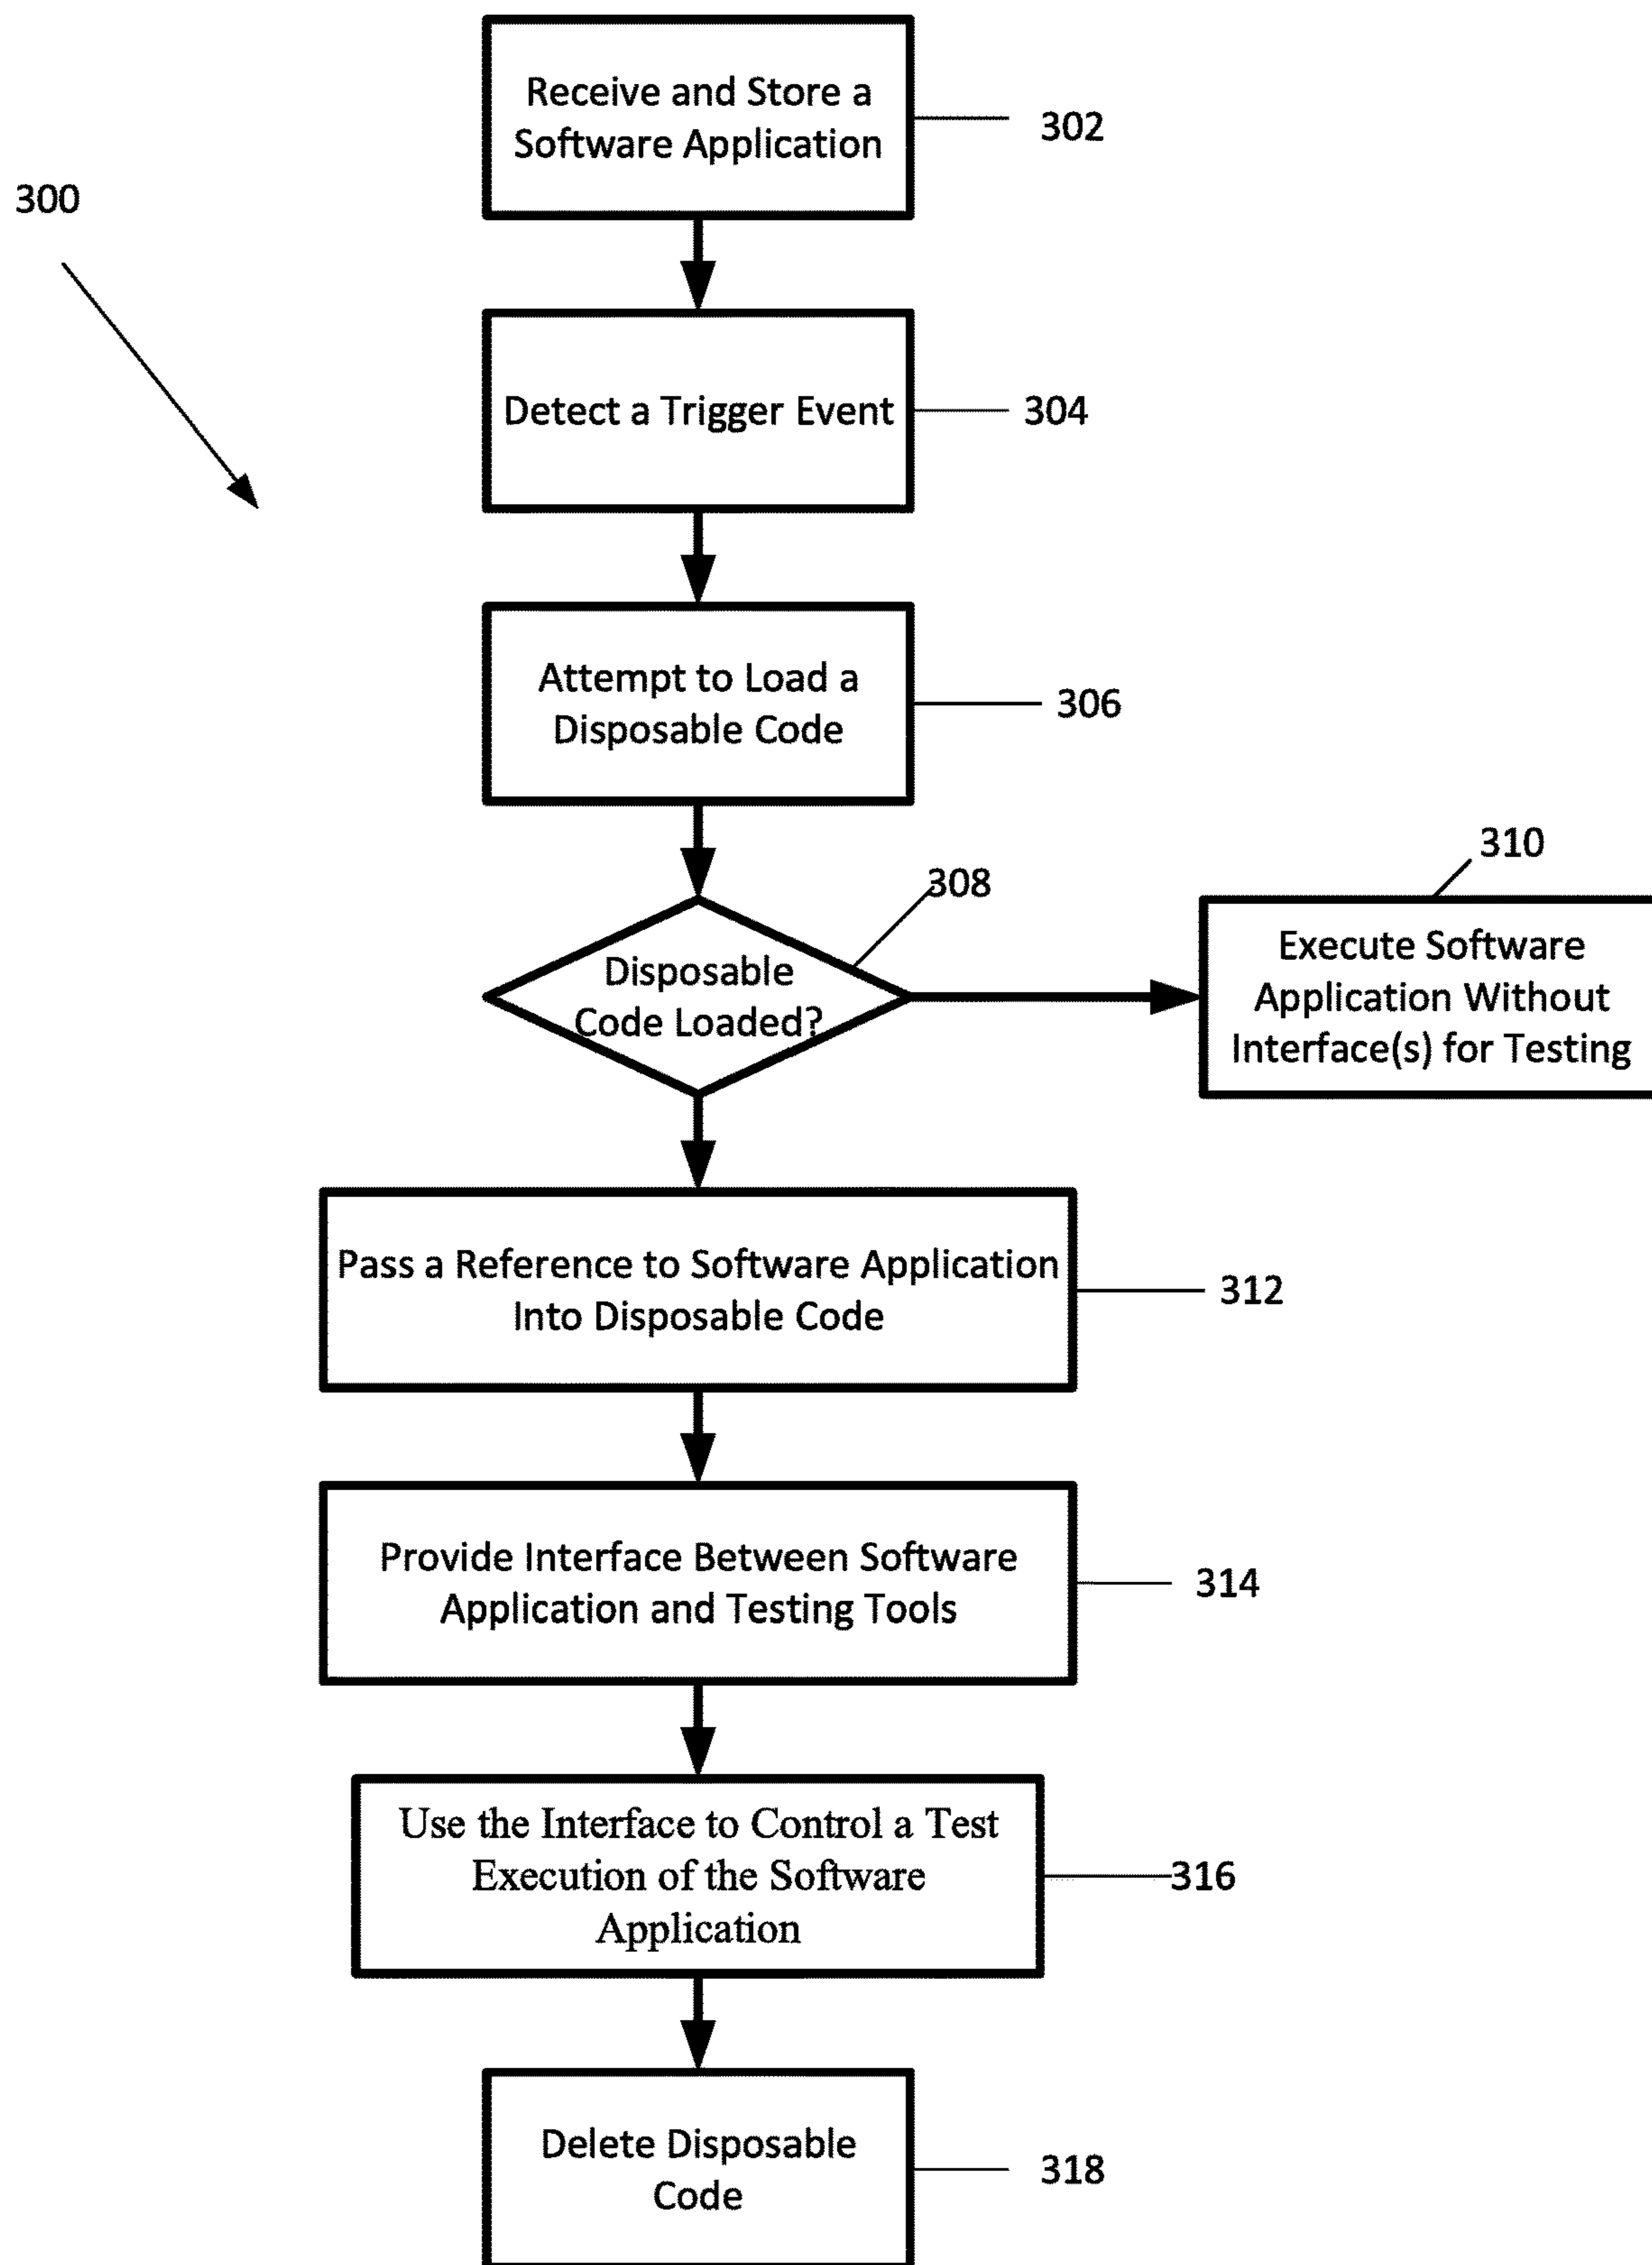 Receive and Store a
Software Application
302
300
Detect a Trigger Event
304
Attempt to Load a
Disposable Code
306
310
308
Disposable
Code Loaded?
Execute Software
Application Without
Interface(s) for Testing
Pass a Reference to Software Application
Into Disposable Code
312
Provide Interface Between Software
Application and Testing Tools
314
Use the Interface to Control a Test
Execution of the Software
Application
316
Delete Disposable
Code
318